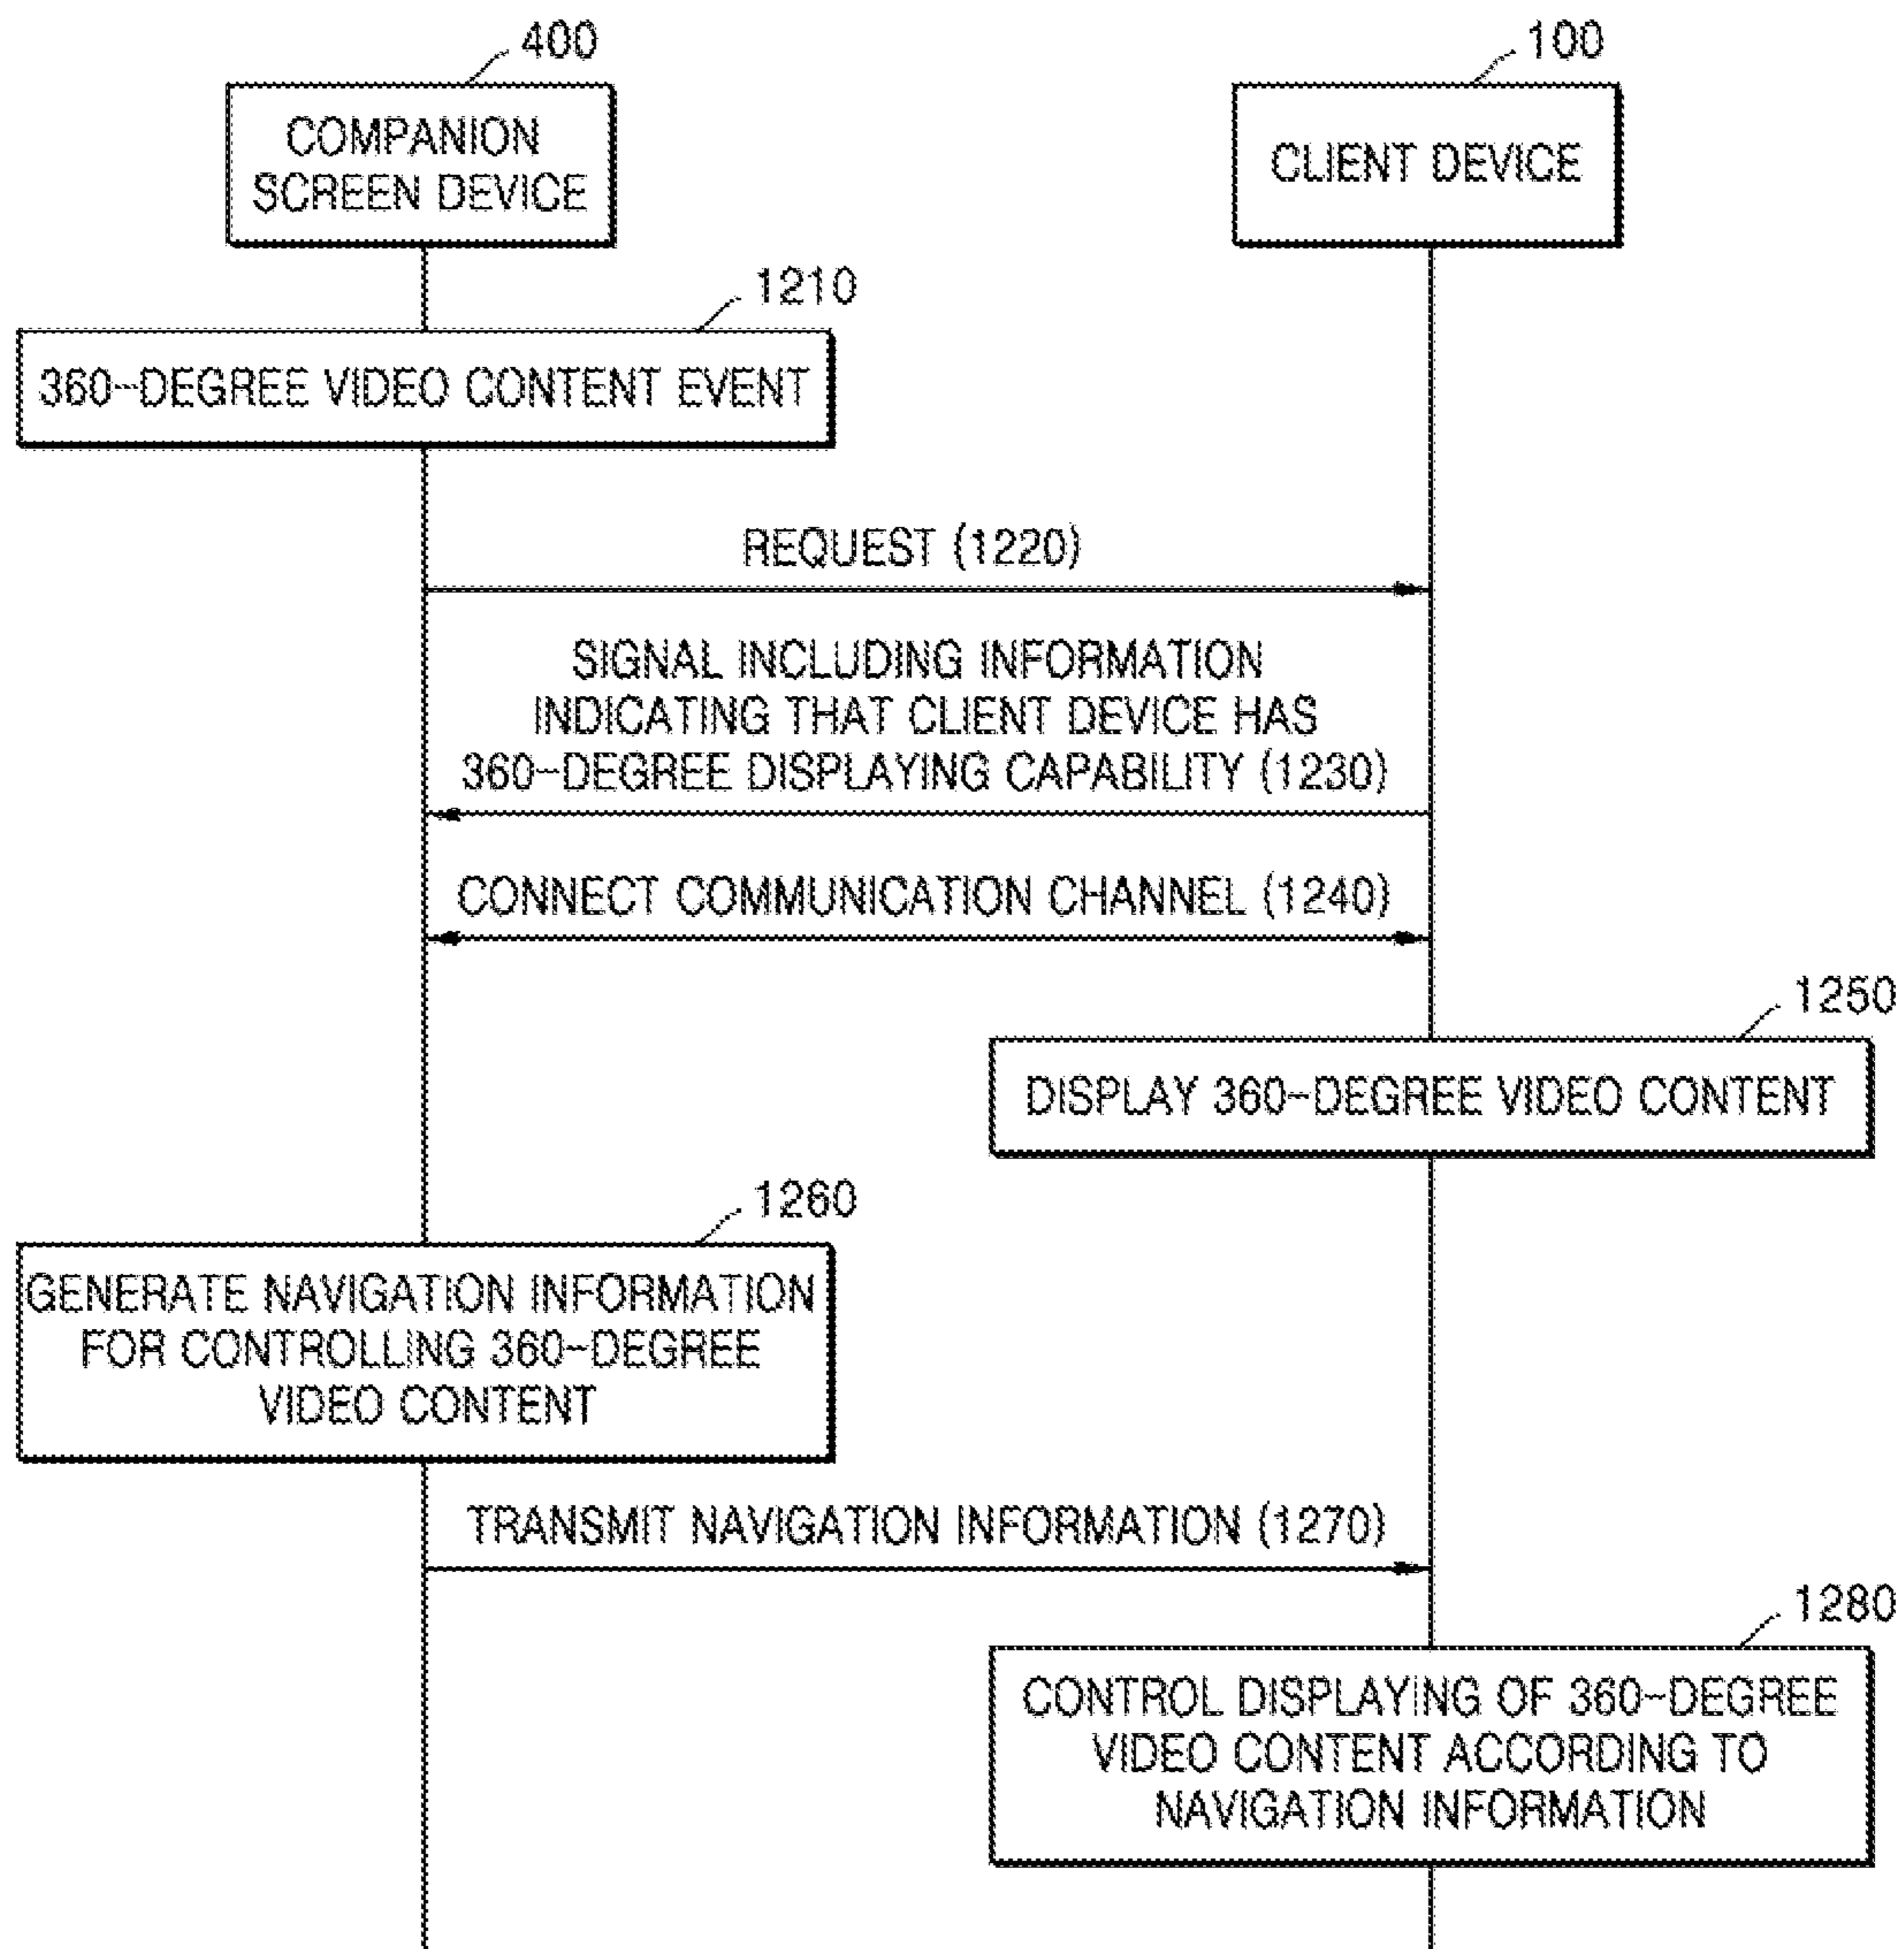 400
100
COMPANION
SCREEN DEVICE
CLIENT DEVICE
1210
360-DEGREE VIDEO CONTENT EVENT
REQUEST (1220)
SIGNAL INCLUDING INFORMATION
INDICATING THAT CLIENT DEVICE HAS
360-DEGREE DISPLAYING CAPABILITY (1230)
CONNECT COMMUNICATION CHANNEL (1240)
1250
DISPLAY 360-DEGREE VIDEO CONTENT
1260
GENERATE NAVIGATION INFORMATION
FOR CONTROLLING 360-DEGREE
VIDEO CONTENT
TRANSMIT NAVIGATION INFORMATION (1270)
1280
CONTROL DISPLAYING OF 360-DEGREE
VIDEO CONTENT ACCORDING TO
NAVIGATION INFORMATION